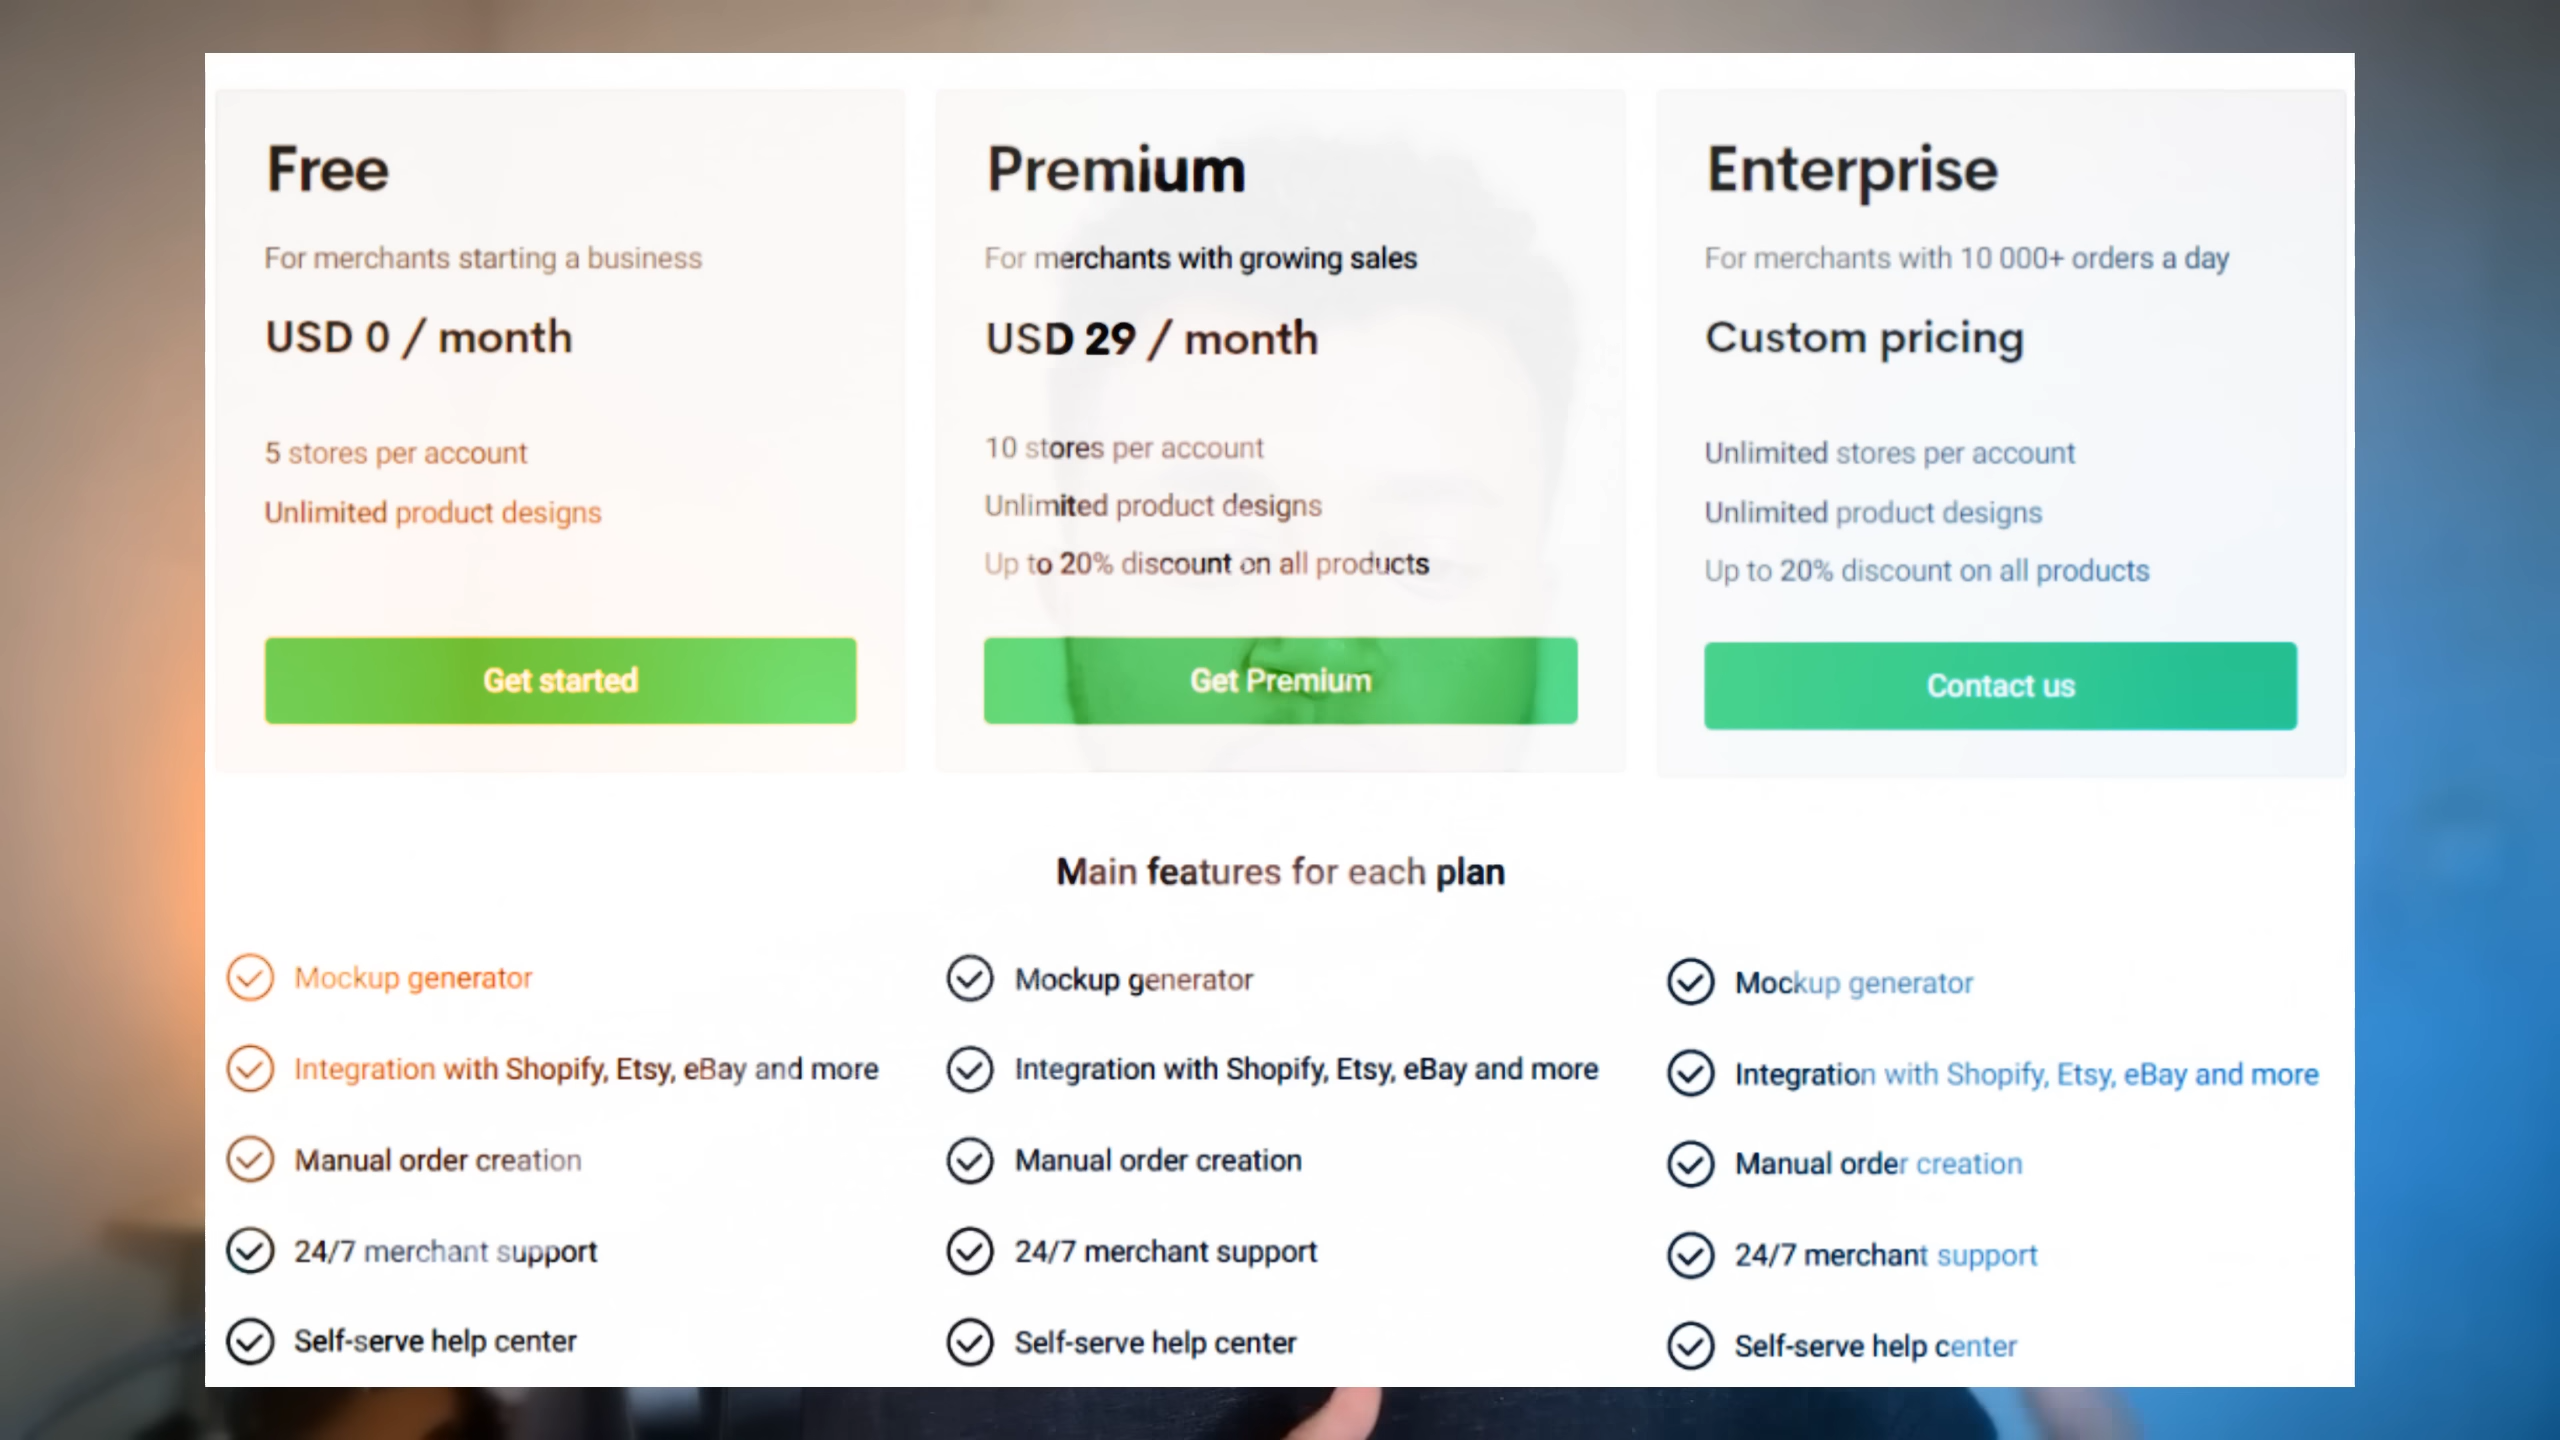 Free
For merchants starting a business
USD 0 / month
5 stores per account
Unlimited product designs
Get started
Premium
For merchants with growing sales
USD 29 / month
10 stores per account
Unlimited product designs
Up to 20% discount on all products
Get Premium
Enterprise
For merchants with 10 000+ orders a day
Custom pricing
Unlimited stores per account
Unlimited product designs
Up to 20% discount on all products
Contact us
Main features for each plan
Mockup generator
Integration with Shopify, Etsy, eBay and more
Manual order creation
24/7 merchant support
Self-serve help center
Mockup generator
Integration with Shopify, Etsy, eBay and more
Manual order creation
24/7 merchant support
Self-serve help center
Mockup generator
Integration with Shopify, Etsy, eBay and more
Manual order creation
24/7 merchant support
Self-serve help center